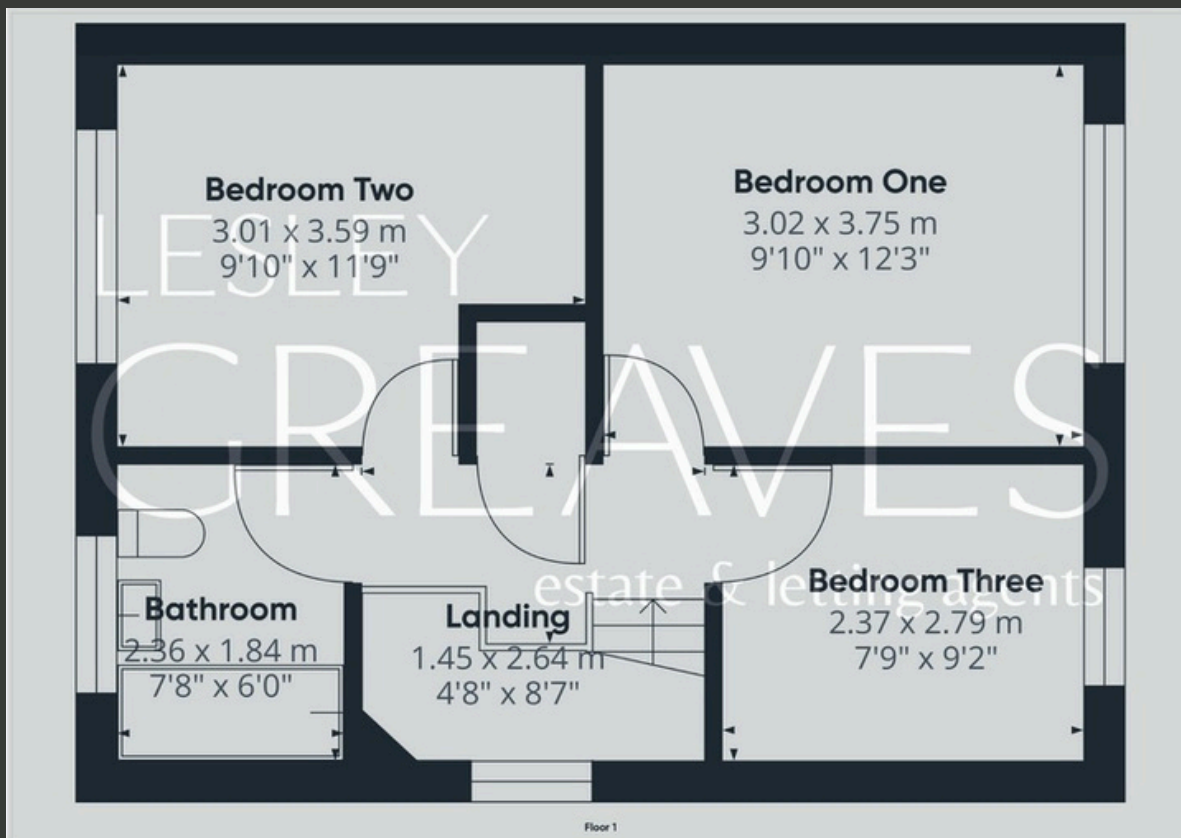 Bedroom Two
3.01 x 3.59 m
9'10" x 11'9"
Bedroom One
3.02 x 3.75 m
9'10" x 12'3"
LESLEY
GREAVES
estate & letting agents
Bathroom
2.36 x 1.84 m
7'8" x 6'0"
Landing
1.45 x 2.64 m
4'8" x 8'7"
Bedroom Three
2.37 x 2.79 m
7'9" x 9'2"
Floor 1